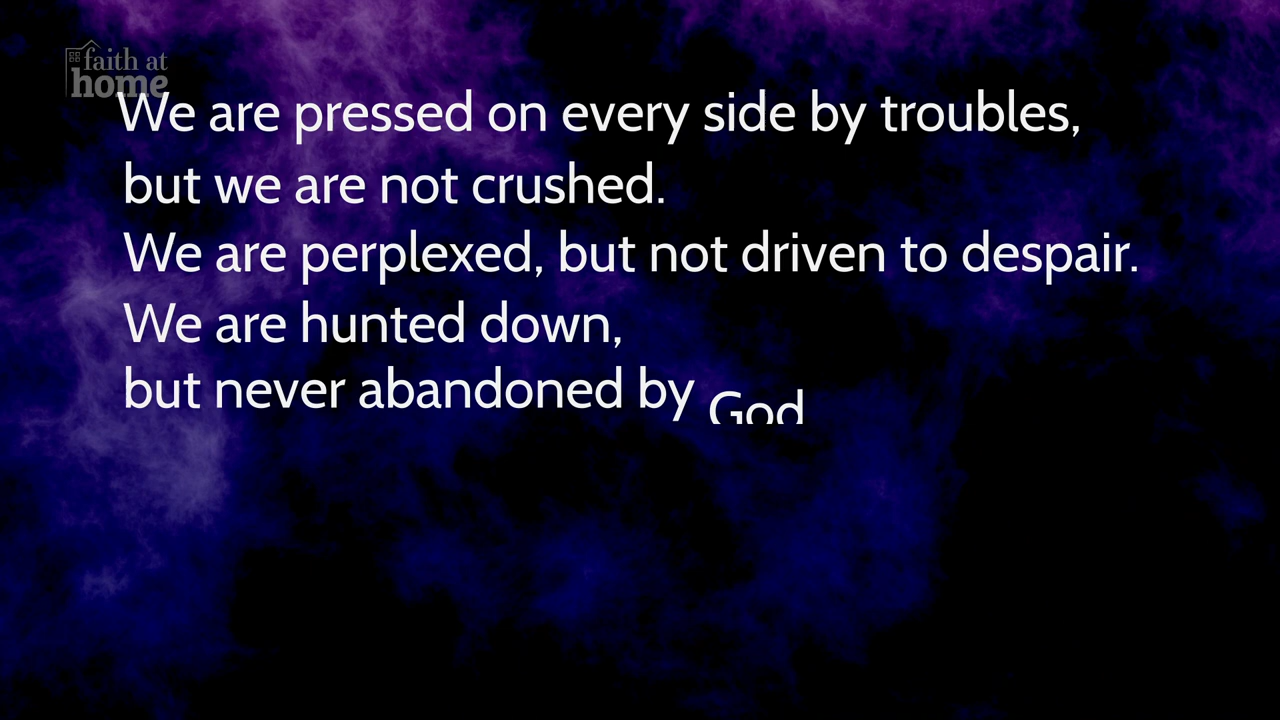 faith at
home
We are pressed on every side by troubles,
but we are not crushed.
We are perplexed, but not driven to despair.
We are hunted down,
but never abandoned by God